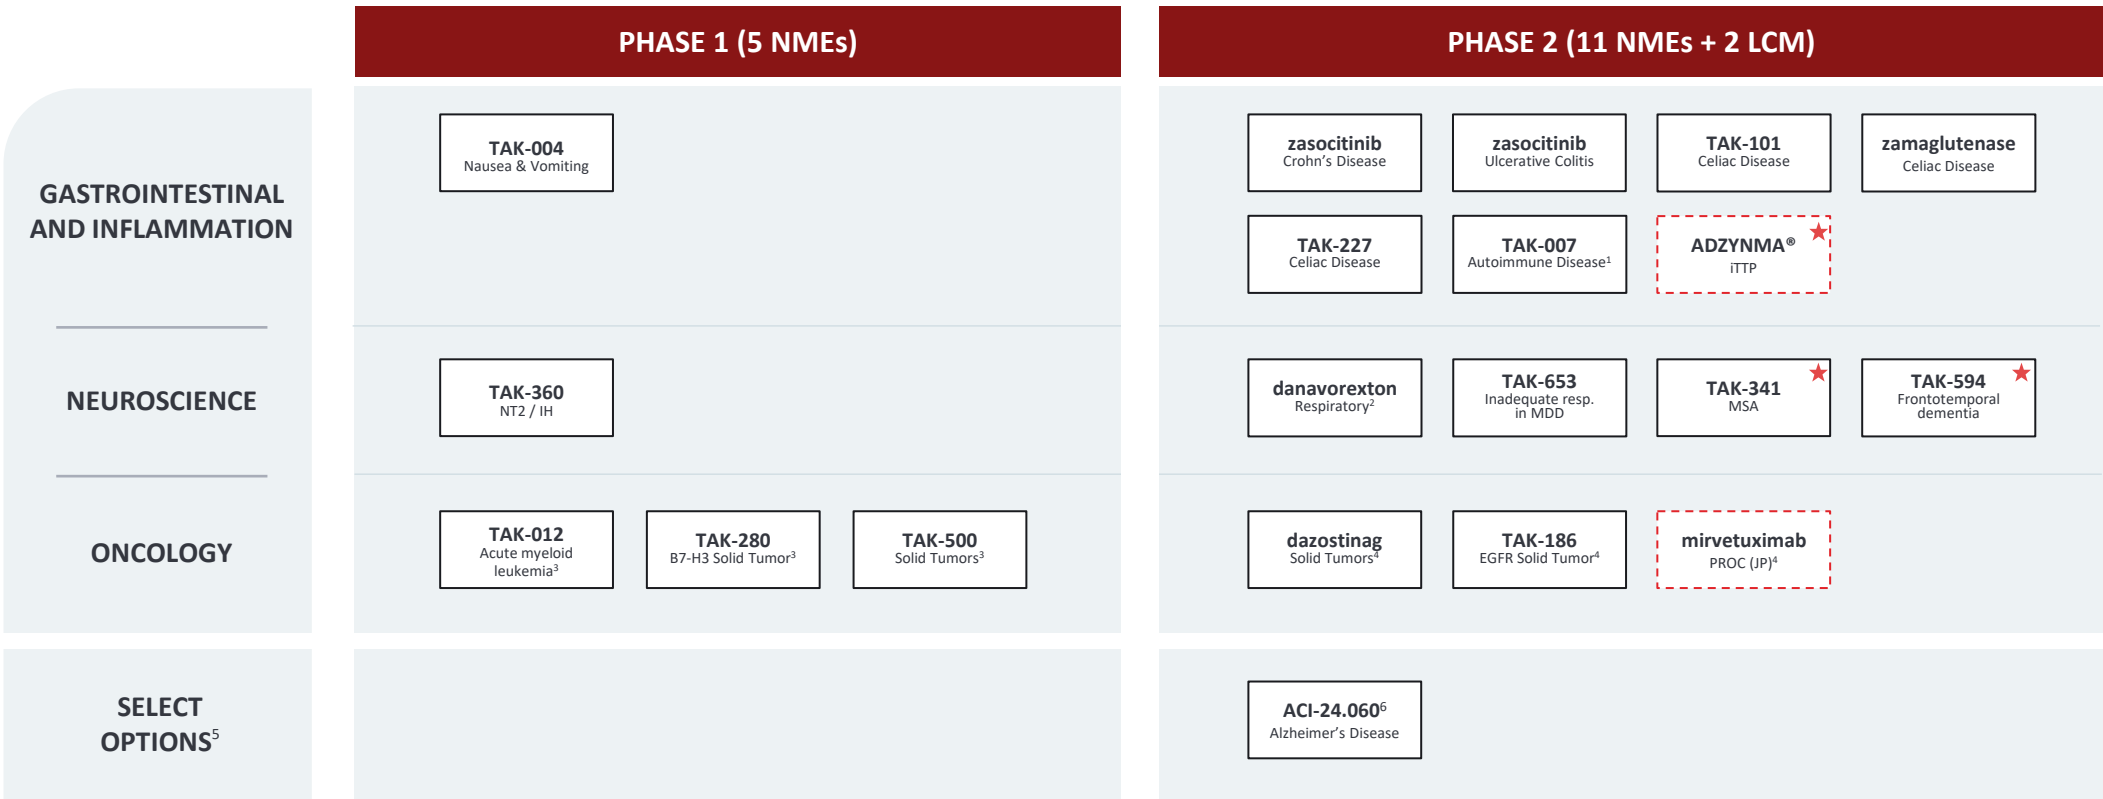 PHASE 1 (5 NMEs)
PHASE 2 (11 NMEs + 2 LCM)
GASTROINTESTINAL
AND INFLAMMATION
TAK-004
Nausea & Vomiting
zasocitinib
Crohn's Disease
zasocitinib
Ulcerative Colitis
TAK-101
Celiac Disease
zamaglutenase
Celiac Disease
TAK-227
Celiac Disease
TAK-007
Autoimmune Disease¹
ADZYNMA®
iTTP
NEUROSCIENCE
TAK-360
NT2 / IH
danavorexton
Respiratory²
TAK-653
Inadequate resp.
in MDD
TAK-341
MSA
TAK-594
Frontotemporal
dementia
ONCOLOGY
TAK-012
Acute myeloid
leukemia³
TAK-280
B7-H3 Solid Tumor³
TAK-500
Solid Tumors³
dazostinag
Solid Tumors⁴
TAK-186
EGFR Solid Tumor⁴
mirvetuximab
PROC (JP)⁴
SELECT
OPTIONS⁵
ACI-24.060⁶
Alzheimer's Disease